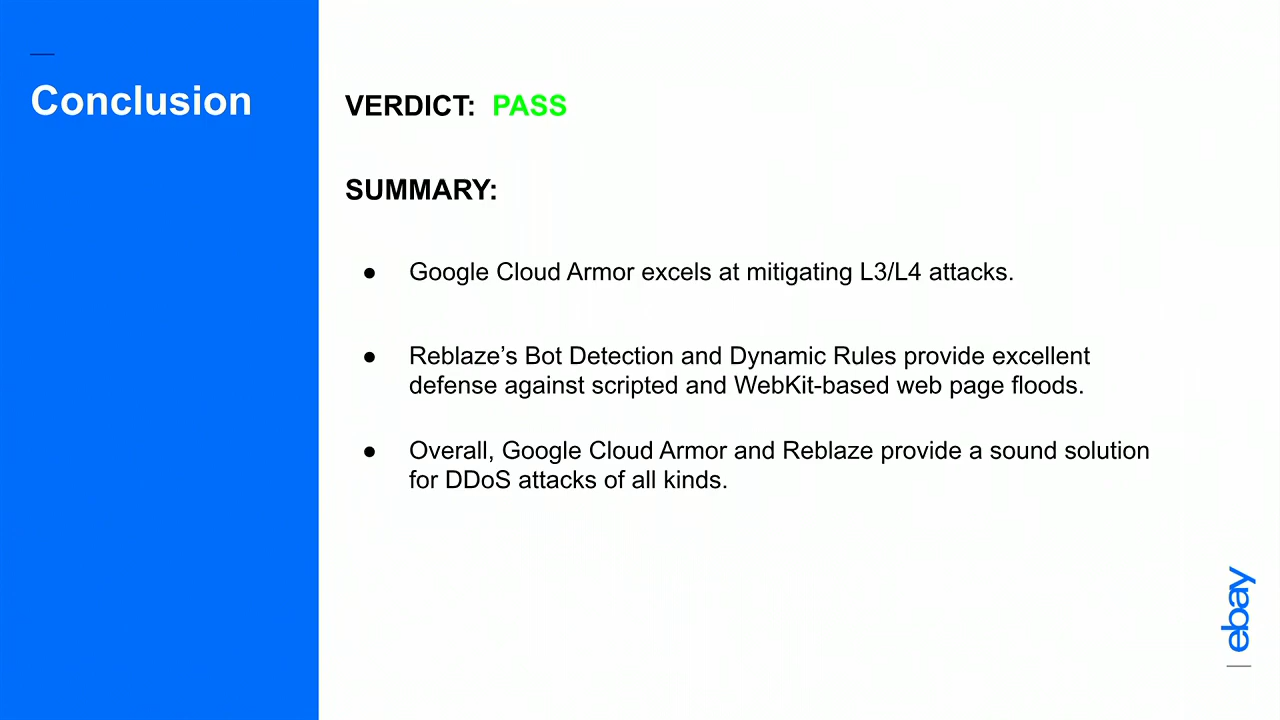 Conclusion
VERDICT: PASS
SUMMARY:
● Google Cloud Armor excels at mitigating L3/L4 attacks.
● Reblaze’s Bot Detection and Dynamic Rules provide excellent
defense against scripted and WebKit-based web page floods.
● Overall, Google Cloud Armor and Reblaze provide a sound solution
for DDoS attacks of all kinds.
ebay